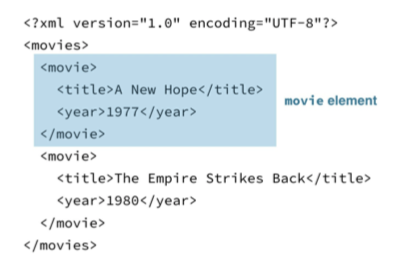 <?xml version="1.0" encoding="UTF-8"?>
<movies>
<movie>
<title>A New Hope</title>
<year>1977</year>
movie element
</movie>
<movie>
<title>The Empire Strikes Back</title>
<year>1980</year>
</movie>
</movies>